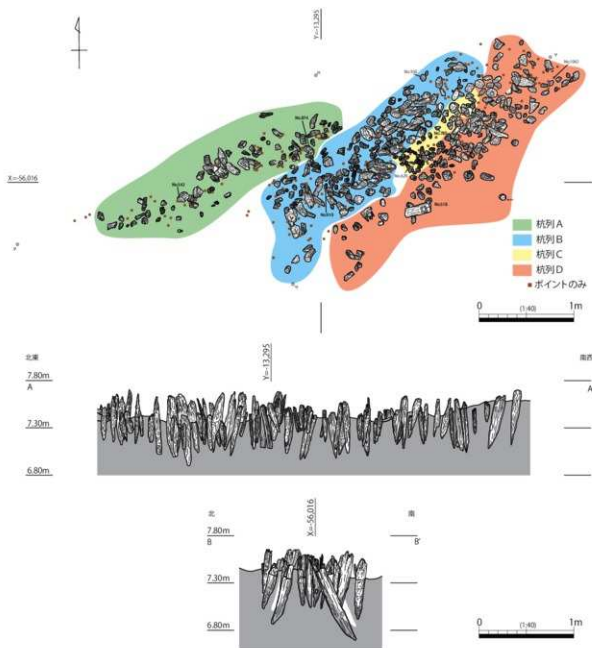 Y=-13,295
X=-56,016
杭列A
杭列B
杭列C
杭列D
ポイントのみ
0 (1:40) 1m
Y=-13,295
北東 南西
7.80m
A A'
7.30m
6.80m
X=-56,016
北 南
7.80m
B B'
7.30m
6.80m
0 (1:40) 1m